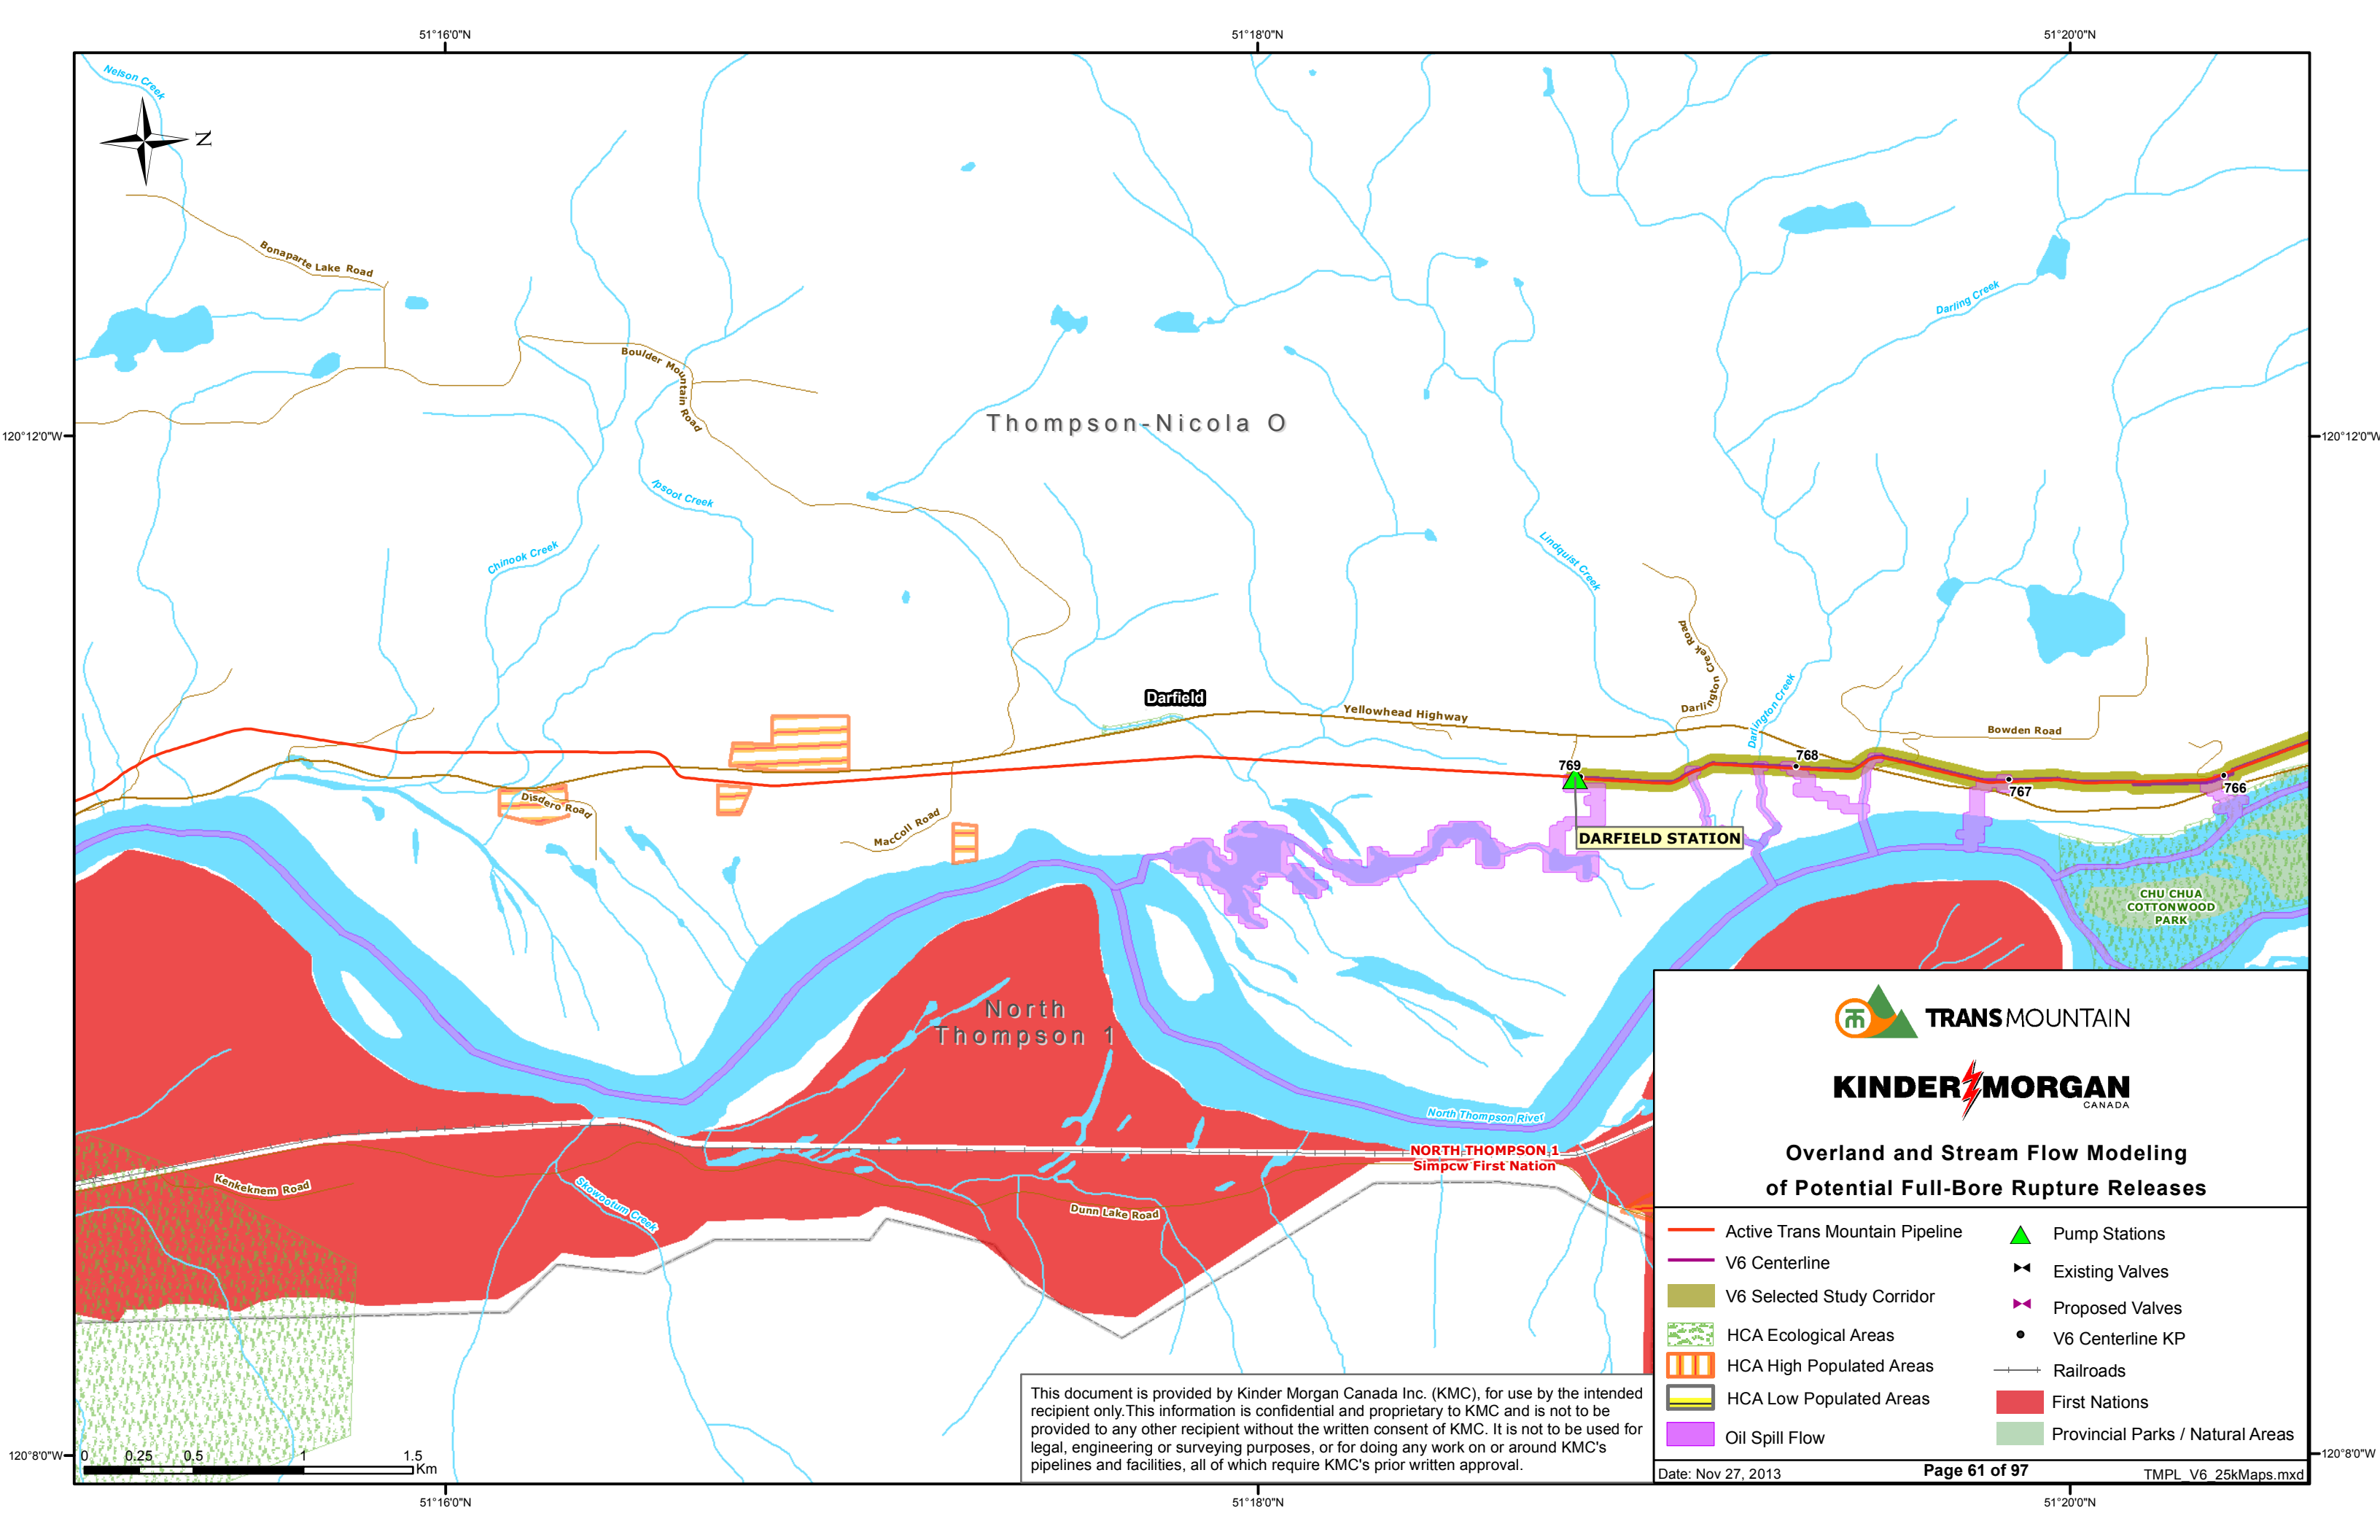 51°16'0"N
51°18'0"N
51°20'0"N
Nelson Creek
N
Bonaparte Lake Road
Darling Creek
Boulder Mountain Road
Thompson-Nicola O
120°12'0"W
120°12'0"W
Ipsoot Creek
Chinook Creek
Lindquist Creek
Darlington Creek Road
Darlington Creek
Darfield
Yellowhead Highway
Bowden Road
768
769
767
766
Disdero Road
MacColl Road
DARFIELD STATION
CHU CHUA
COTTONWOOD
PARK
North
Thompson 1
North Thompson River
NORTH THOMPSON 1
Simpcw First Nation
Kenkeknem Road
Skowootum Creek
Dunn Lake Road
TRANSMOUNTAIN
KINDER MORGAN
CANADA
Overland and Stream Flow Modeling
of Potential Full-Bore Rupture Releases
Active Trans Mountain Pipeline
V6 Centerline
V6 Selected Study Corridor
HCA Ecological Areas
HCA High Populated Areas
HCA Low Populated Areas
Oil Spill Flow
Pump Stations
Existing Valves
Proposed Valves
V6 Centerline KP
Railroads
First Nations
Provincial Parks / Natural Areas
Date: Nov 27, 2013
Page 61 of 97
TMPL_V6_25kMaps.mxd
This document is provided by Kinder Morgan Canada Inc. (KMC), for use by the intended
recipient only.This information is confidential and proprietary to KMC and is not to be
provided to any other recipient without the written consent of KMC. It is not to be used for
legal, engineering or surveying purposes, or for doing any work on or around KMC's
pipelines and facilities, all of which require KMC's prior written approval.
120°8'0"W
120°8'0"W
0 0.25 0.5 1 1.5
Km
51°16'0"N
51°18'0"N
51°20'0"N